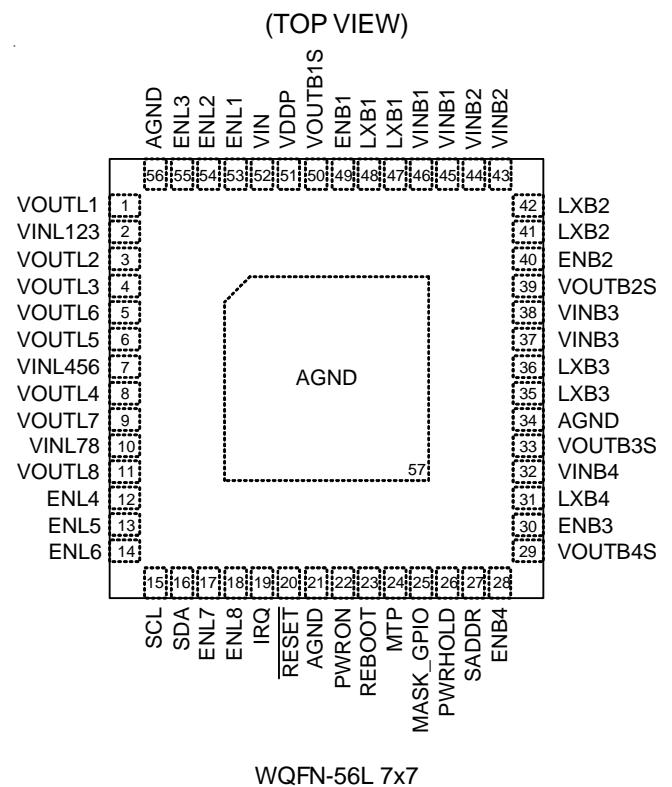 (TOP VIEW)
AGND
ENL3
ENL2
ENL1
VIN
VDDP
VOUTB1S
ENB1
LXB1
LXB1
VINB1
VINB1
VINB2
VINB2
56 55 54 53 52 51 50 49 48 47 46 45 44 43
VOUTL1 1
VINL123 2
VOUTL2 3
VOUTL3 4
VOUTL6 5
VOUTL5 6
VINL456 7
VOUTL4 8
VOUTL7 9
VINL78 10
VOUTL8 11
ENL4 12
ENL5 13
ENL6 14
AGND
57
42 LXB2
41 LXB2
40 ENB2
39 VOUTB2S
38 VINB3
37 VINB3
36 LXB3
35 LXB3
34 AGND
33 VOUTB3S
32 VINB4
31 LXB4
30 ENB3
29 VOUTB4S
15 16 17 18 19 20 21 22 23 24 25 26 27 28
SCL
SDA
ENL7
ENL8
IRQ
RESET
AGND
PWRON
REBOOT
MTP
MASK_GPIO
PWRHOLD
SADDR
ENB4
WQFN-56L 7x7